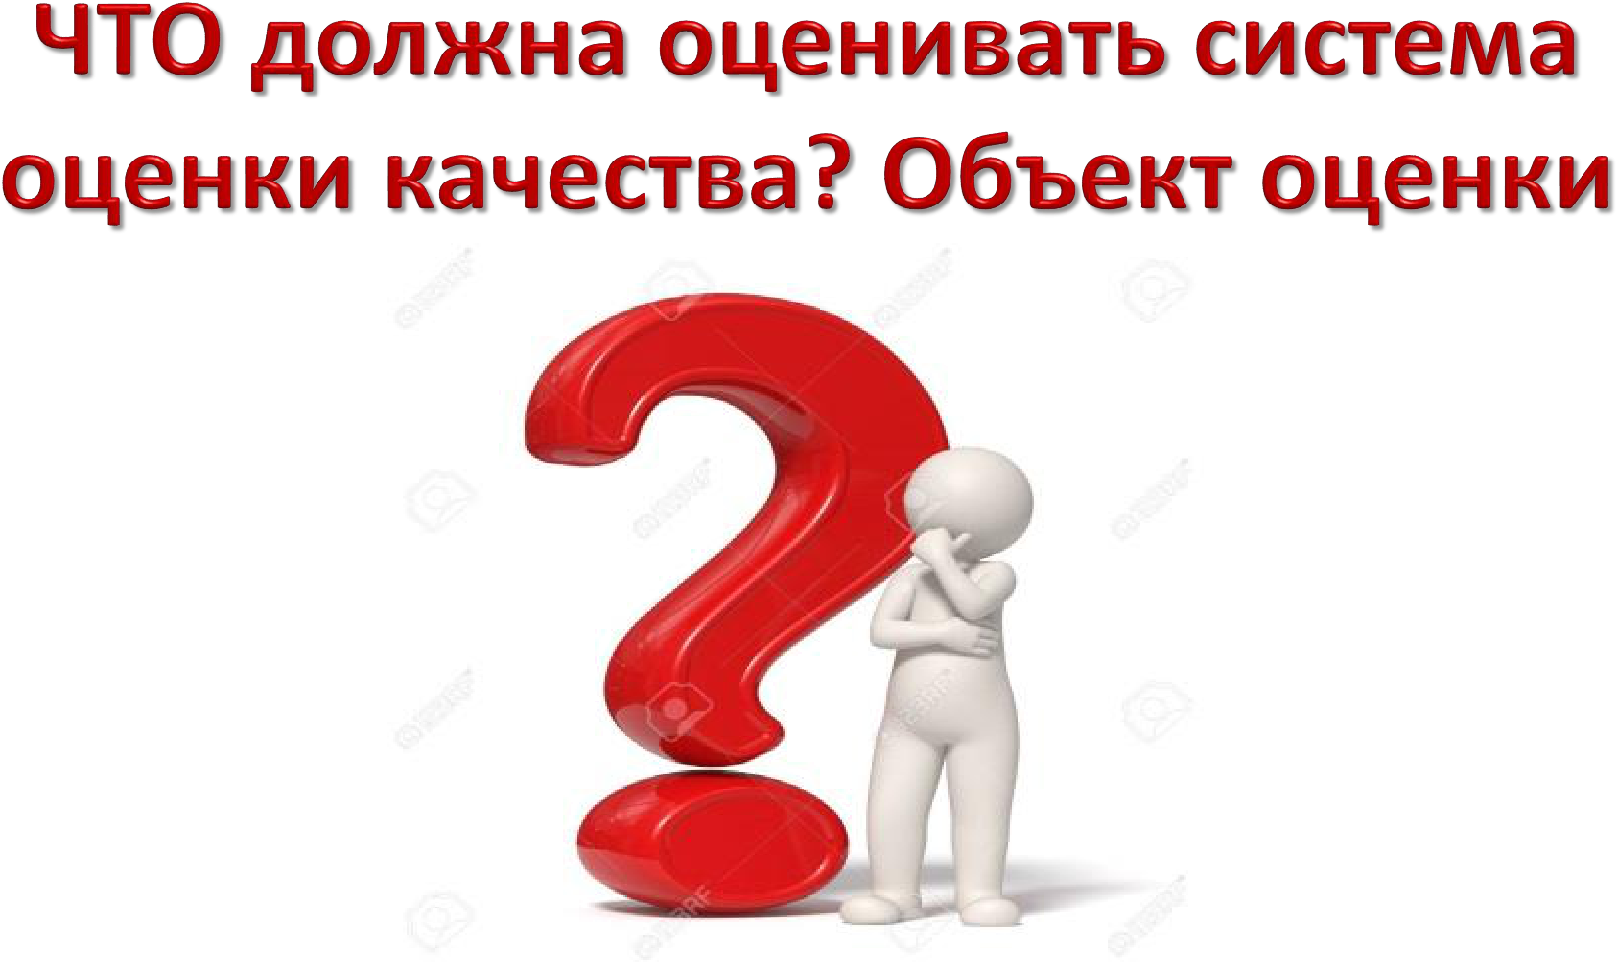 ЧТО должна оценивать система
оценки качества? Объект оценки